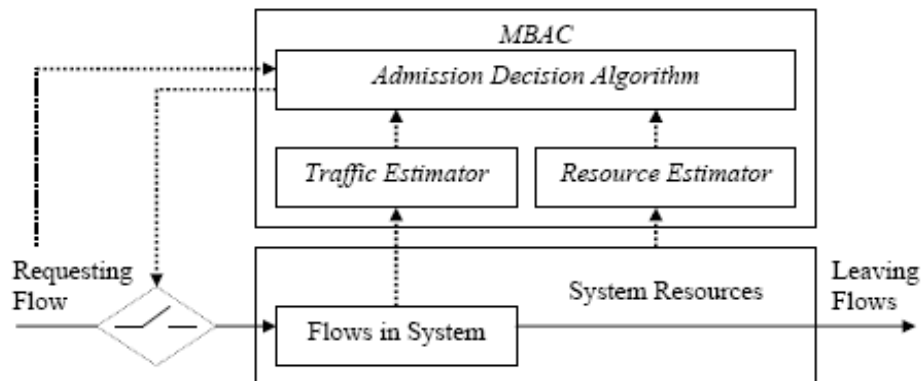 MBAC
Admission Decision Algorithm
Traffic Estimator
Resource Estimator
Requesting
Flow
System Resources
Leaving
Flows
Flows in System